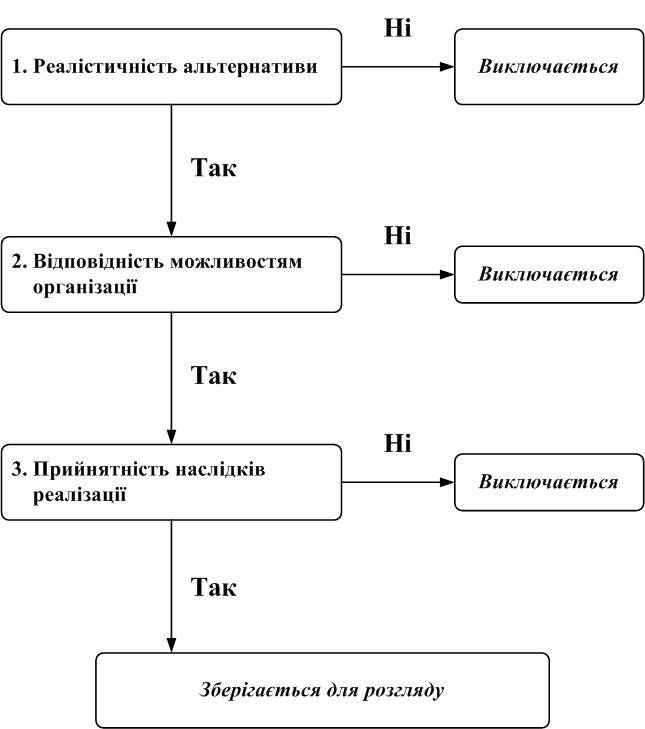 Ні
1. Реалістичність альтернативи
Виключається
Так
Ні
2. Відповідність можливостям
організації
Виключається
Так
Ні
3. Прийнятність наслідків
реалізації
Виключається
Так
Зберігається для розгляду